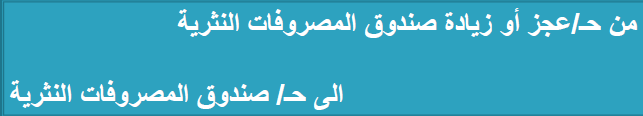 من حـ/عجز أو زيادة صندوق المصروفات النثرية
الى حـ/ صندوق المصروفات النثرية